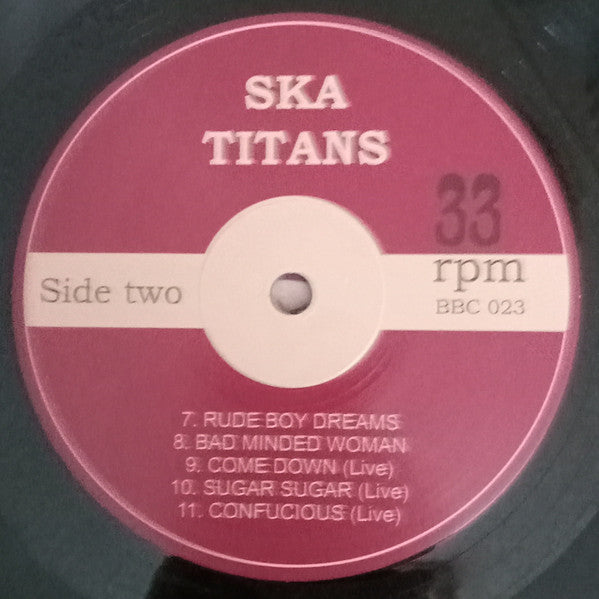 SKA
TITANS
33
rpm
Side two
BBC 023
7. RUDE BOY DREAMS
8. BAD MINDED WOMAN
9. COME DOWN (Live)
10. SUGAR SUGAR (Live)
11. CONFUCIOUS (Live)